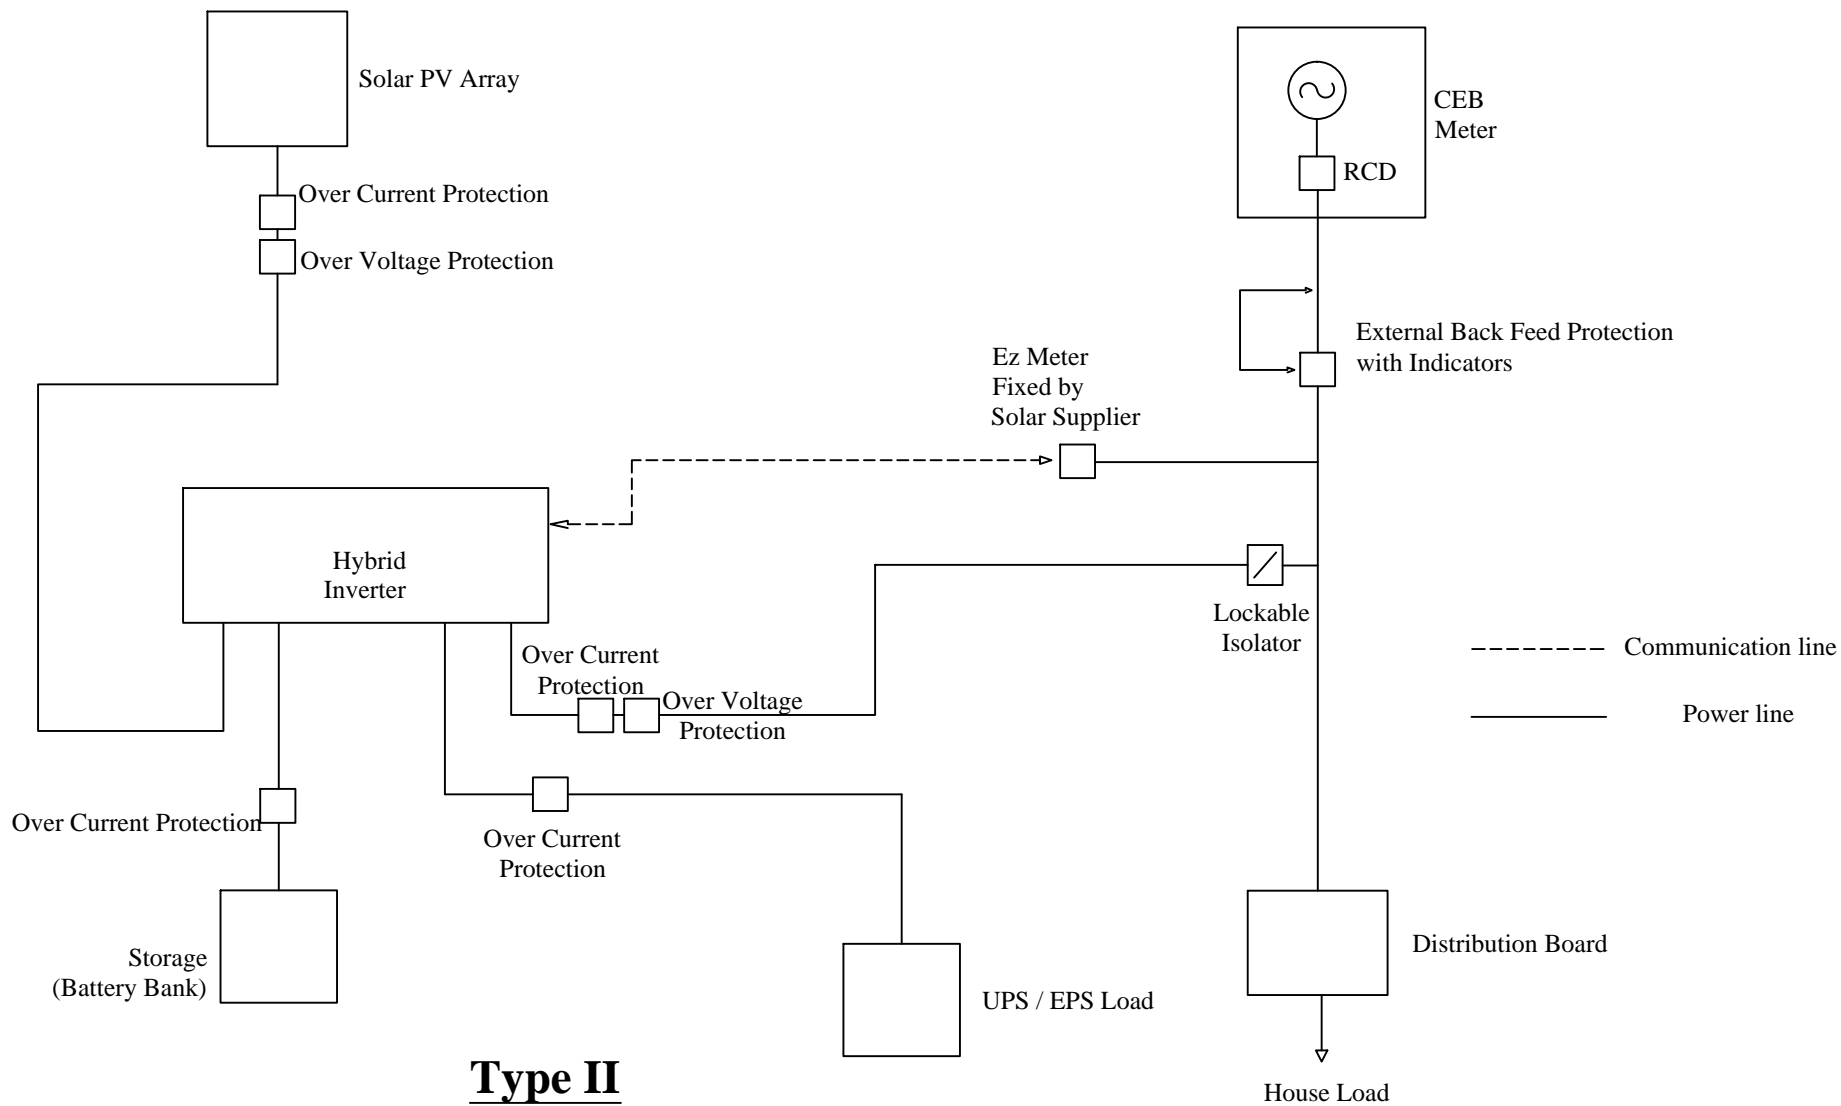 Solar PV Array
CEB
Meter
RCD
Over Current Protection
Over Voltage Protection
External Back Feed Protection
with Indicators
Ez Meter
Fixed by
Solar Supplier
Hybrid
Inverter
Lockable
Isolator
Communication line
Power line
Over Current
Protection
Over Voltage
Protection
Over Current Protection
Over Current
Protection
Storage
(Battery Bank)
UPS / EPS Load
Distribution Board
House Load
Type II